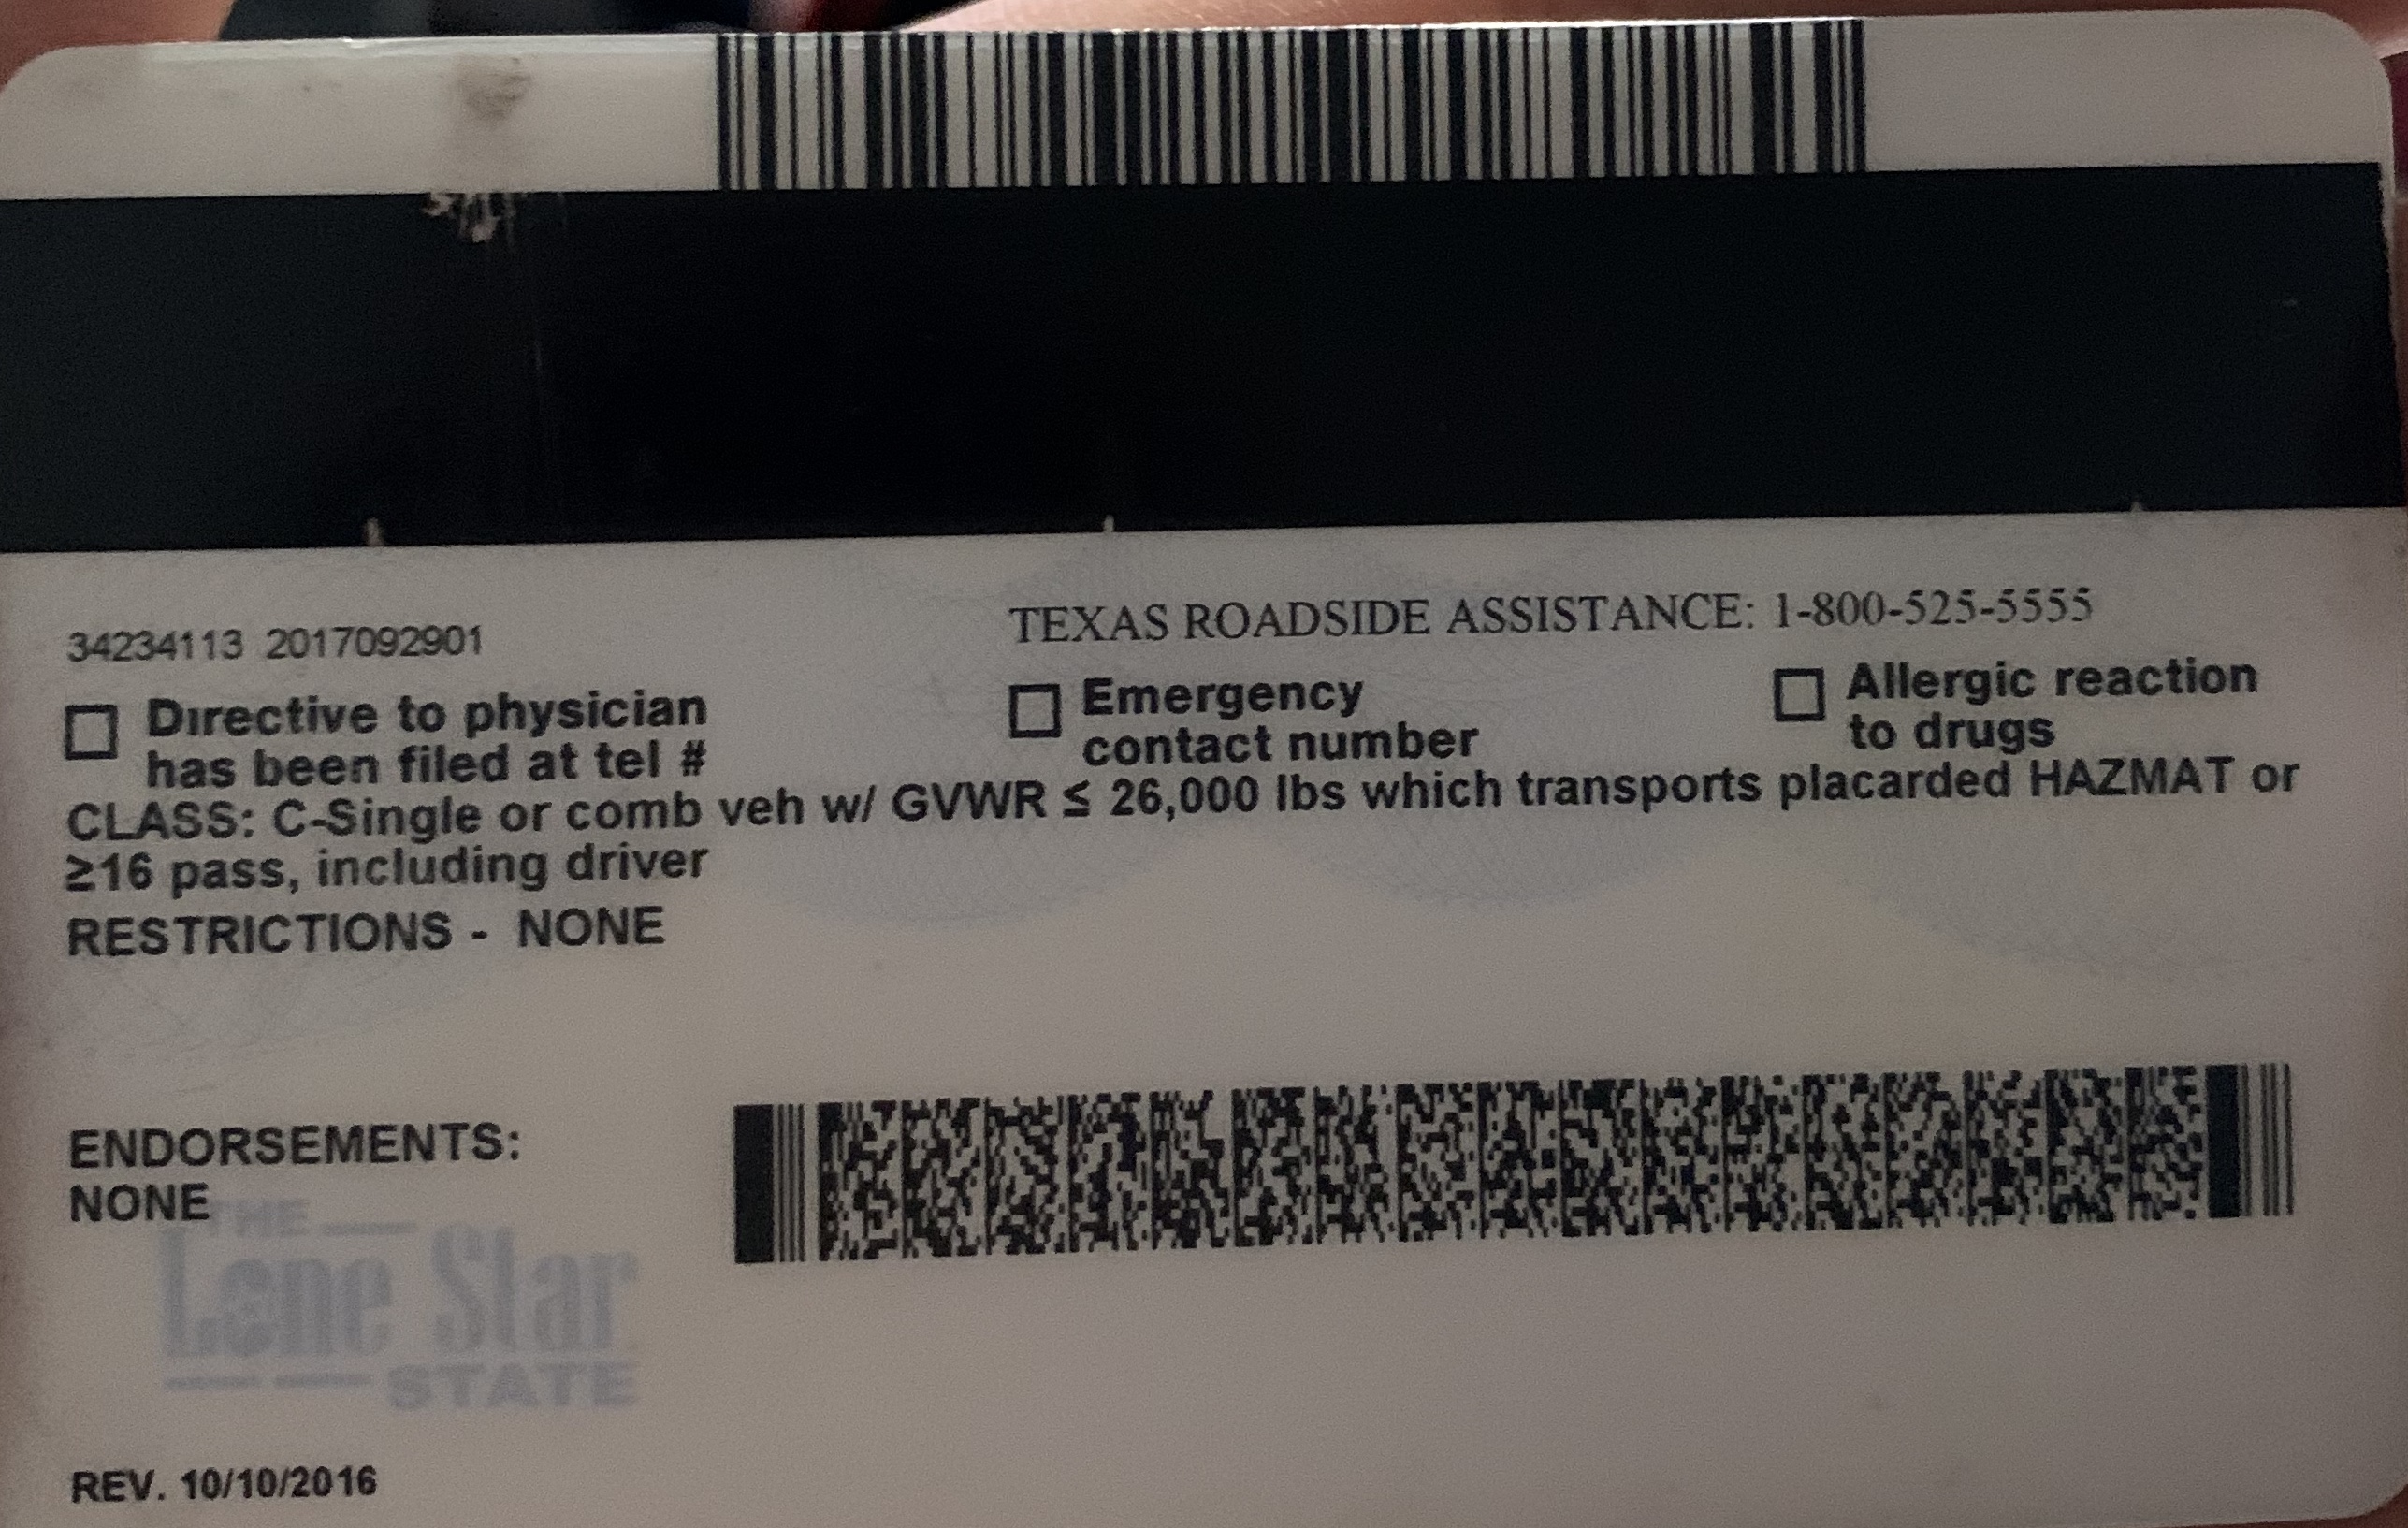 34234113 2017092901
TEXAS ROADSIDE ASSISTANCE: 1-800-525-5555
Directive to physician
has been filed at tel #
Emergency
contact number
Allergic reaction
to drugs
CLASS: C-Single or comb veh w/ GVWR ≤ 26,000 lbs which transports placarded HAZMAT or
≥16 pass, including driver
RESTRICTIONS - NONE
ENDORSEMENTS:
NONE
THE
Lone Star
STATE
REV. 10/10/2016